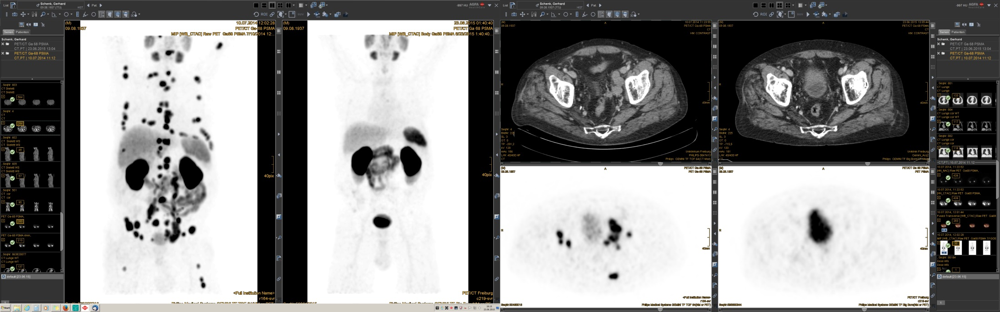 List
Schenk, Gerhard
09.08.1937 (77J)
HIST
Pat.
-997 HU
AGFA
HealthCare
ROI
SUV
Serien
Patienten
Schenk, Gerhard
PET/CT Ga 68 PSMA
CT,PT | 23.06.2015 13:04
PET/CT Ga-68 PSMA
CT,PT | 10.07.2014 11:12
SeqNr: 603
CT Skelett
CT Skelett
564
SeqNr: 4
CT
CT
284
SeqNr: 602
CT Skelett WS
CT Skelett WS
48
SeqNr: 605
CT Skelett WS
CT Skelett WS
57
SeqNr: 501
CT cor
CT cor
95
PET Ga-68 PSMA,
283
PET Ga-68 PSMA 4mm,
213
SeqNr: 863820877
CT Lunge WT
CT Lunge WT
137
default [23.06.15]
1
Start
(M)
09.08.1937
10.07.2014 12:02:28
PET/CT Ga-68 PSMA
MIP [WB_CTAC] Raw PET Ga68 PSMA 7/10/2014 12:...
40pix
<Full Institution Name>
r164-svr
(M)
09.08.1937
23.06.2015 01:40:40
PET/CT Ga 68 PSMA
MIP [WB_CTAC] Body Ga68 PSMA 6/23/2015 1:40:40...
40pix
PET/CT Freiburg
c219-svr
18:15
23.06.2015
List
Schenk, Gerhard
09.08.1937 (77J)
HIST
Pat.
-997 HU
AGFA
HealthCare
ROI
SUV
(M)
09.08.1937
A
10.07.2014 11:23:55
PET/CT Ga-68 PSMA
CT
KM: CONTRAST
R
40mm
SeqNr: 4
SL: 3
GT: 0
TP: -291,2
kV: 120
mAs: 186
L/W: 40/400 HF
CT
Uniklinikum Freiburg
PHILIPS-3847413
Philips GEMINI TF TOF 64(CT Mod)
(M)
09.08.1937
A
23.06.2015 13:09:44
PET/CT Ga 68 PSMA
CT
KM: CONTRAST
R
40mm
SeqNr: 4
BildNr: 225
SL: 3
GT: 0
TP: -715,5
kV: 120
mAs: 181
L/W: 40/400 HF
CT
Uniklinik Freiburg
Gemini_Acq2
(M)
09.08.1937
A
PET/CT Ga-68 PSMA
PET Ga-68 PSMA
R
40mm
<Full Institution Name>
r164-svr
Philips Medical Systems GEMINI TF TOF 64(NM or PET)
(M)
09.08.1937
A
PET/CT Ga 68 PSMA
PET PSMA
R
40mm
PET/CT Freiburg
c219-svr
Philips Medical Systems GEMINI TF Big Bore(NM or PET)
Serien
Patienten
Schenk, Gerhard
PET/CT Ga 68 PSMA
CT,PT | 23.06.2015 13:04
PET/CT Ga-68 PSMA
CT,PT | 10.07.2014 11:12
SeqNr: 801
CT Lunge
CT Lunge
133
SeqNr: 804
CT Lunge cor WT
CT Lunge cor WT
117
SeqNr: 802
CT Lunge cor
CT Lunge cor
118
CT,PT | 10.07.2014 11:12
10.07.2014, 11:22:52
[HN_NAC] Raw PET Ga68 PSMA,
426
10.07.2014, 11:22:52
[HN_CTAC] Raw PET Ga68 PSMA,
426
10.07.2014, 12:01:44
Fused Transverse [WB_CTAC] Raw PET Ga68
283
10.07.2014, 12:02:28
MIP [WB_CTAC] Raw PET Ga68 PSMA 7/10/20
30
SeqNr: 80184
Dose Info
Dose Info
1
default [23.06.15]
1